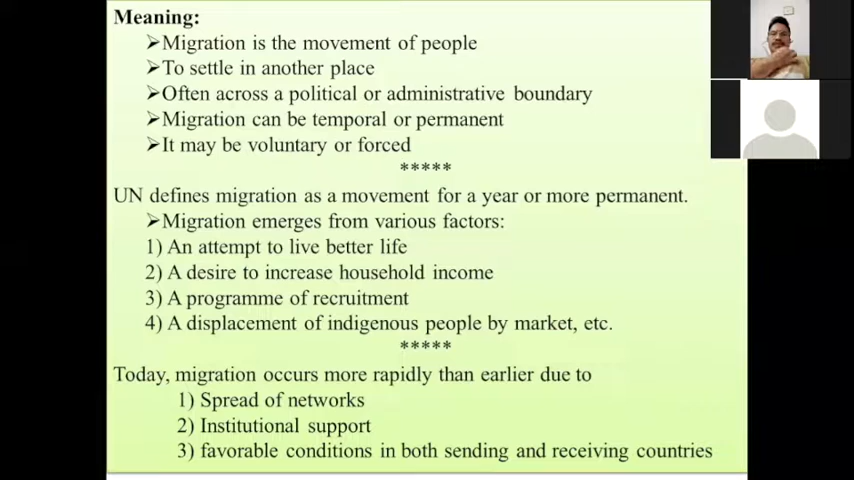 Meaning:
➢Migration is the movement of people
➢To settle in another place
➢Often across a political or administrative boundary
➢Migration can be temporal or permanent
➢It may be voluntary or forced
*****
UN defines migration as a movement for a year or more permanent.
➢Migration emerges from various factors:
1) An attempt to live better life
2) A desire to increase household income
3) A programme of recruitment
4) A displacement of indigenous people by market, etc.
*****
Today, migration occurs more rapidly than earlier due to
1) Spread of networks
2) Institutional support
3) favorable conditions in both sending and receiving countries